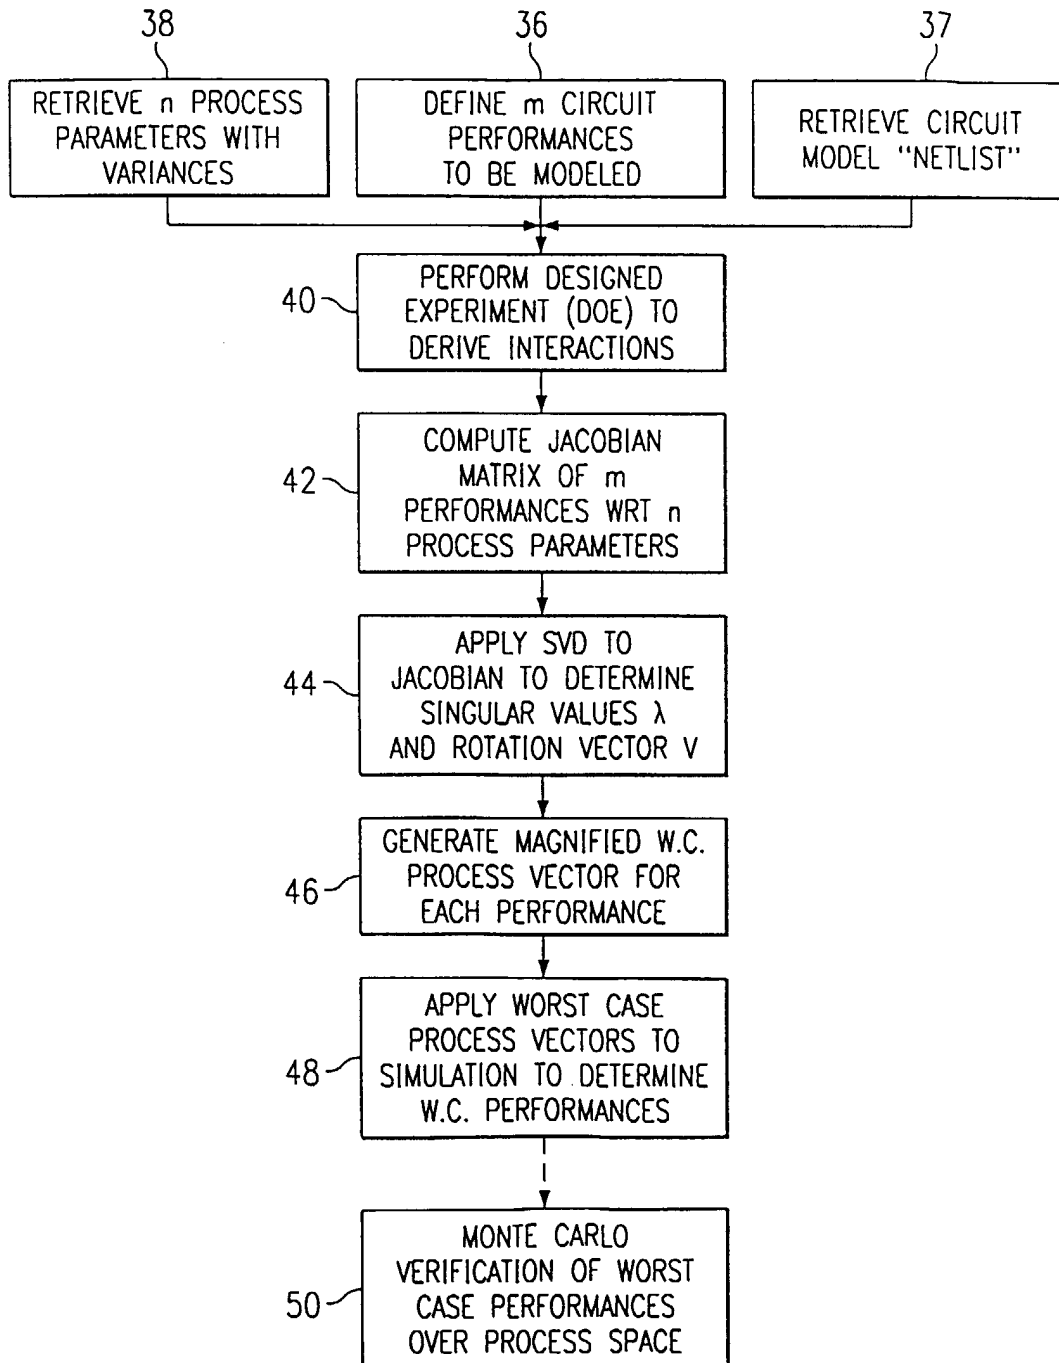 38
36
37
RETRIEVE n PROCESS
PARAMETERS WITH
VARIANCES
DEFINE m CIRCUIT
PERFORMANCES
TO BE MODELED
RETRIEVE CIRCUIT
MODEL "NETLIST"
40
PERFORM DESIGNED
EXPERIMENT (DOE) TO
DERIVE INTERACTIONS
42
COMPUTE JACOBIAN
MATRIX OF m
PERFORMANCES WRT n
PROCESS PARAMETERS
44
APPLY SVD TO
JACOBIAN TO DETERMINE
SINGULAR VALUES λ
AND ROTATION VECTOR V
46
GENERATE MAGNIFIED W.C.
PROCESS VECTOR FOR
EACH PERFORMANCE
48
APPLY WORST CASE
PROCESS VECTORS TO
SIMULATION TO DETERMINE
W.C. PERFORMANCES
50
MONTE CARLO
VERIFICATION OF WORST
CASE PERFORMANCES
OVER PROCESS SPACE